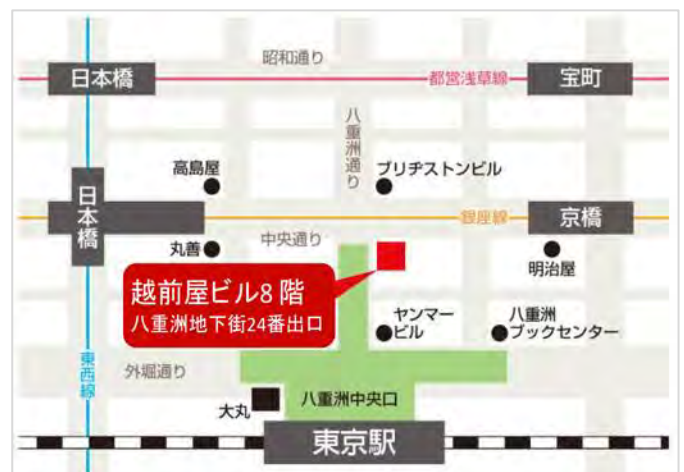 昭和通り
日本橋
都営浅草線
宝町
八重洲通り
高島屋
ブリヂストンビル
日本橋
銀座線
京橋
中央通り
丸善
明治屋
越前屋ビル8階
八重洲地下街24番出口
ヤンマー
ビル
八重洲
ブックセンター
東西線
外堀通り
大丸
八重洲中央口
東京駅